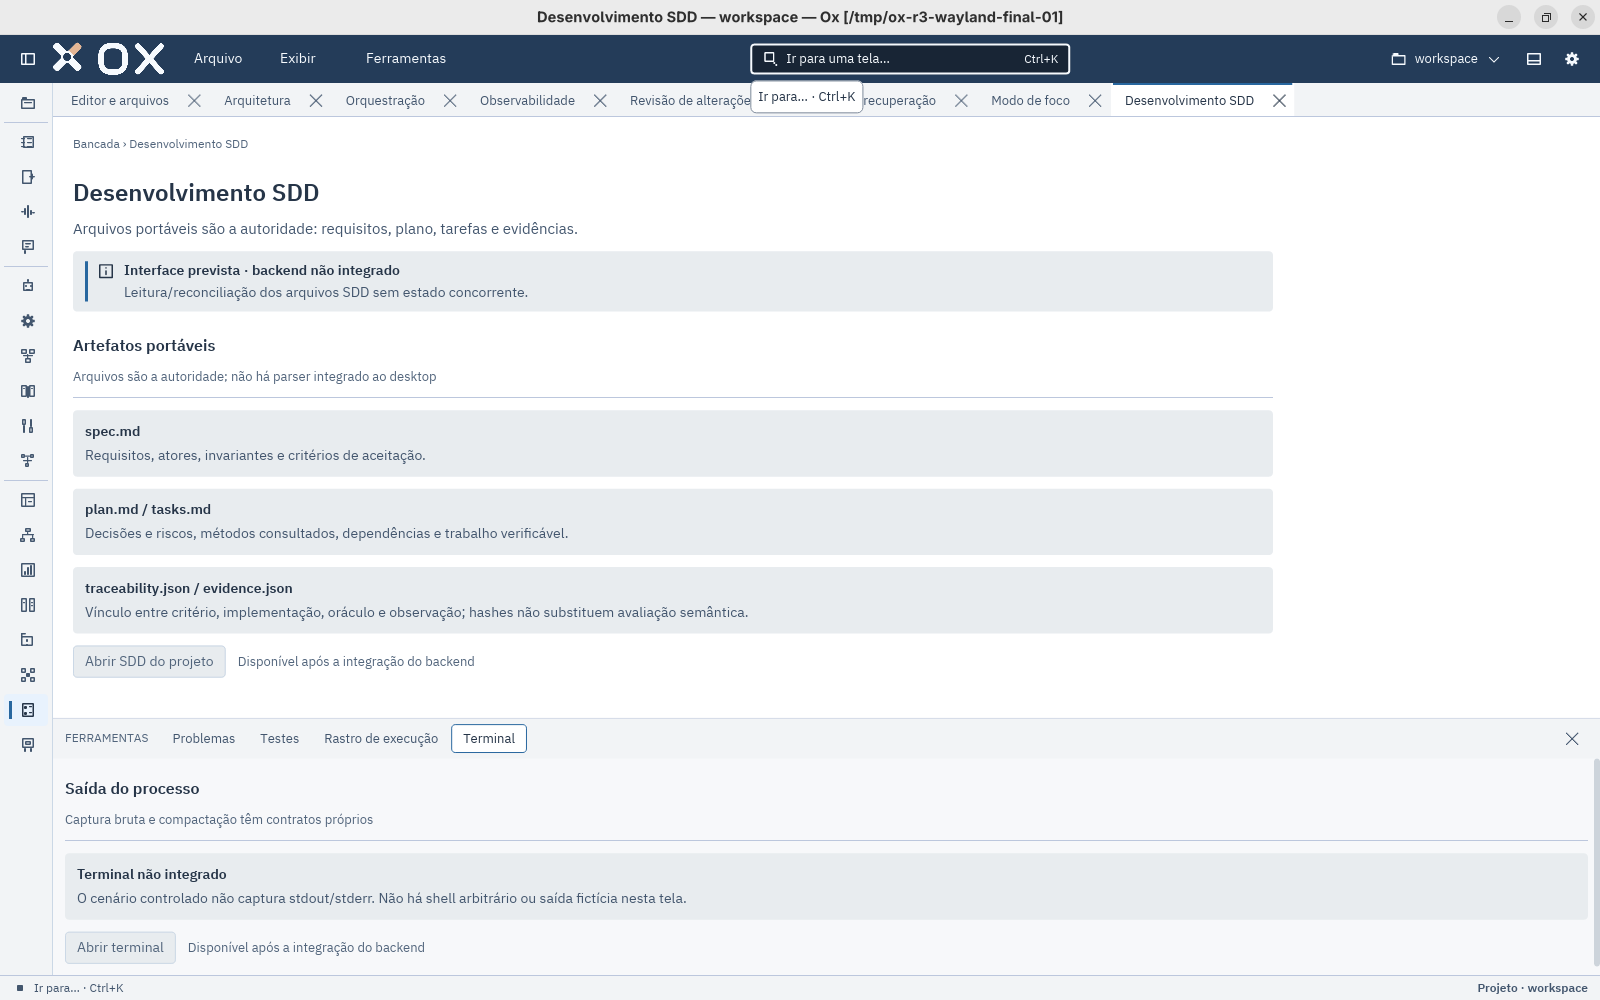 Desenvolvimento SDD — workspace — Ox [/tmp/ox-r3-wayland-final-01]
OX
Arquivo
Exibir
Ferramentas
Ir para uma tela...
Ctrl+K
workspace
Editor e arquivos
Arquitetura
Orquestração
Observabilidade
Revisão de alteraçõe
Ir para... · Ctrl+K
recuperação
Modo de foco
Desenvolvimento SDD
Bancada › Desenvolvimento SDD
Desenvolvimento SDD
Arquivos portáveis são a autoridade: requisitos, plano, tarefas e evidências.
Interface prevista · backend não integrado
Leitura/reconciliação dos arquivos SDD sem estado concorrente.
Artefatos portáveis
Arquivos são a autoridade; não há parser integrado ao desktop
spec.md
Requisitos, atores, invariantes e critérios de aceitação.
plan.md / tasks.md
Decisões e riscos, métodos consultados, dependências e trabalho verificável.
traceability.json / evidence.json
Vínculo entre critério, implementação, oráculo e observação; hashes não substituem avaliação semântica.
Abrir SDD do projeto
Disponível após a integração do backend
FERRAMENTAS
Problemas
Testes
Rastro de execução
Terminal
Saída do processo
Captura bruta e compactação têm contratos próprios
Terminal não integrado
O cenário controlado não captura stdout/stderr. Não há shell arbitrário ou saída fictícia nesta tela.
Abrir terminal
Disponível após a integração do backend
Ir para... · Ctrl+K
Projeto · workspace